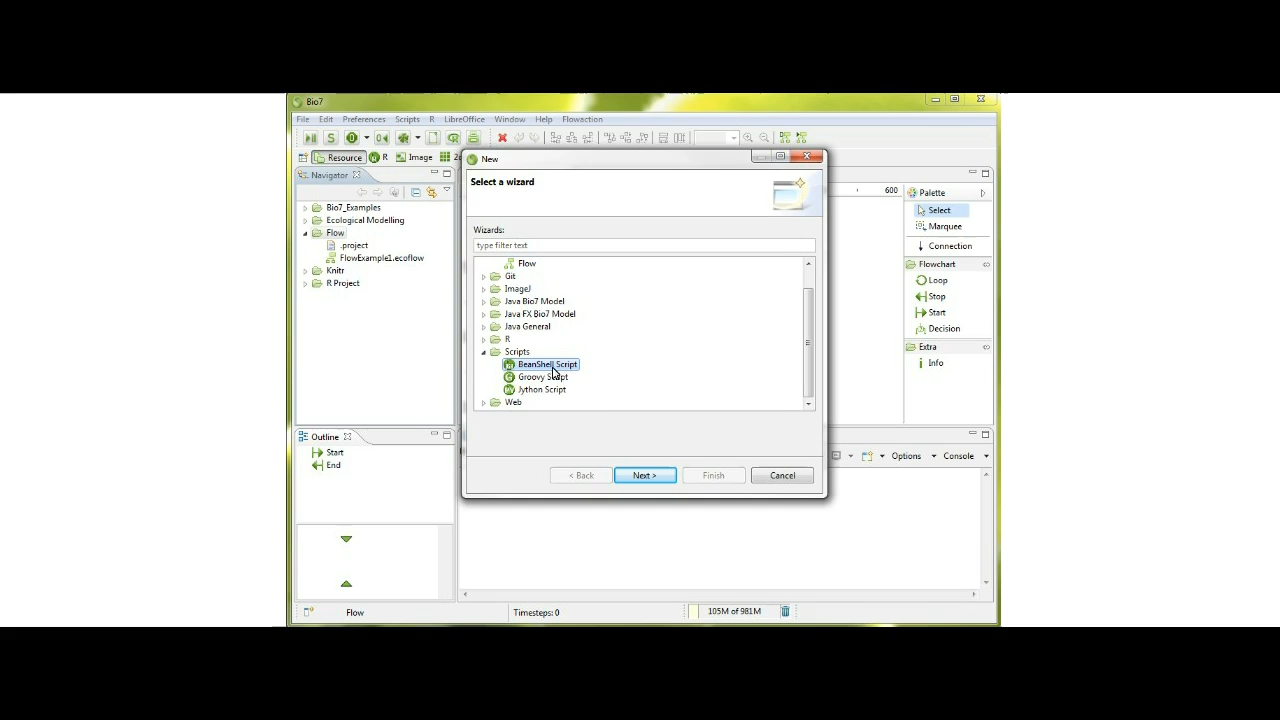 Bio7
File Edit Preferences Scripts R LibreOffice Window Help Flowaction
Resource R Image
Navigator
Bio7_Examples
Ecological Modelling
Flow
.project
FlowExample1.ecoflow
Knitr
R Project
Outline
Start
End
New
Select a wizard
Wizards:
type filter text
Flow
Git
ImageJ
Java Bio7 Model
Java FX Bio7 Model
Java General
R
Scripts
BeanShell Script
Groovy Script
Jython Script
Web
< Back Next > Finish Cancel
600
Palette
Select
Marquee
Connection
Flowchart
Loop
Stop
Start
Decision
Extra
Info
Options Console
Flow Timesteps: 0 105M of 981M